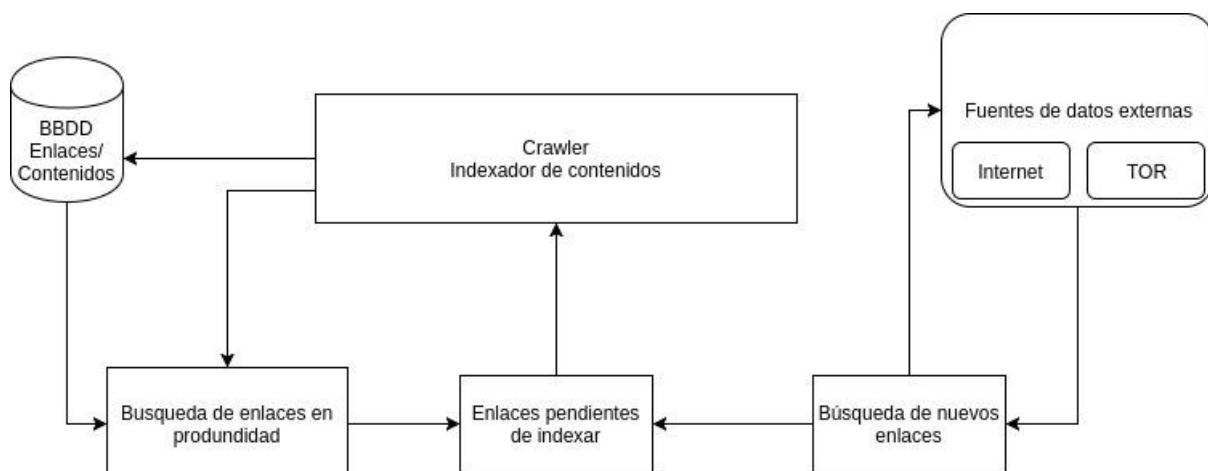 BBDD
Enlaces/
Contenidos
Crawler
Indexador de contenidos
Fuentes de datos externas
Internet
TOR
Busqueda de enlaces en
produndidad
Enlaces pendientes
de indexar
Búsqueda de nuevos
enlaces